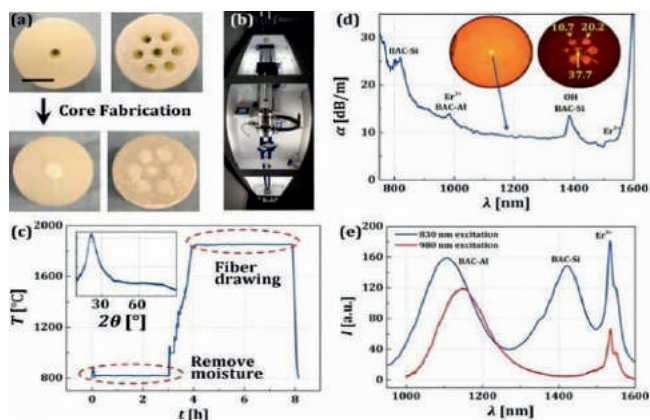 (a)
Core Fabrication
(b)
(c)
2000
1600
1200
800
T [°C]
2θ [°]
20
60
Fiber drawing
Remove moisture
0
2
4
6
8
t [h]
(d)
40
30
20
10
0
α [dB/m]
BAC-Si
Er³⁺
BAC-Al
10.7
20.2
37.7
OH
BAC-Si
Er³⁺
800
1000
1200
1400
1600
λ [nm]
(e)
160
120
80
40
0
I [a.u.]
830 nm excitation
980 nm excitation
BAC-Al
BAC-Si
Er³⁺
1000
1200
1400
1600
λ [nm]